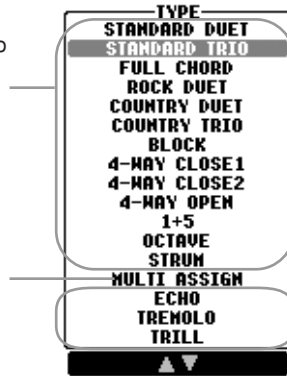 TYPE
STANDARD DUET
STANDARD TRIO
FULL CHORD
ROCK DUET
COUNTRY DUET
COUNTRY TRIO
BLOCK
4-WAY CLOSE1
4-WAY CLOSE2
4-WAY OPEN
1+5
OCTAVE
STRUM
MULTI ASSIGN
ECHO
TREMOLO
TRILL